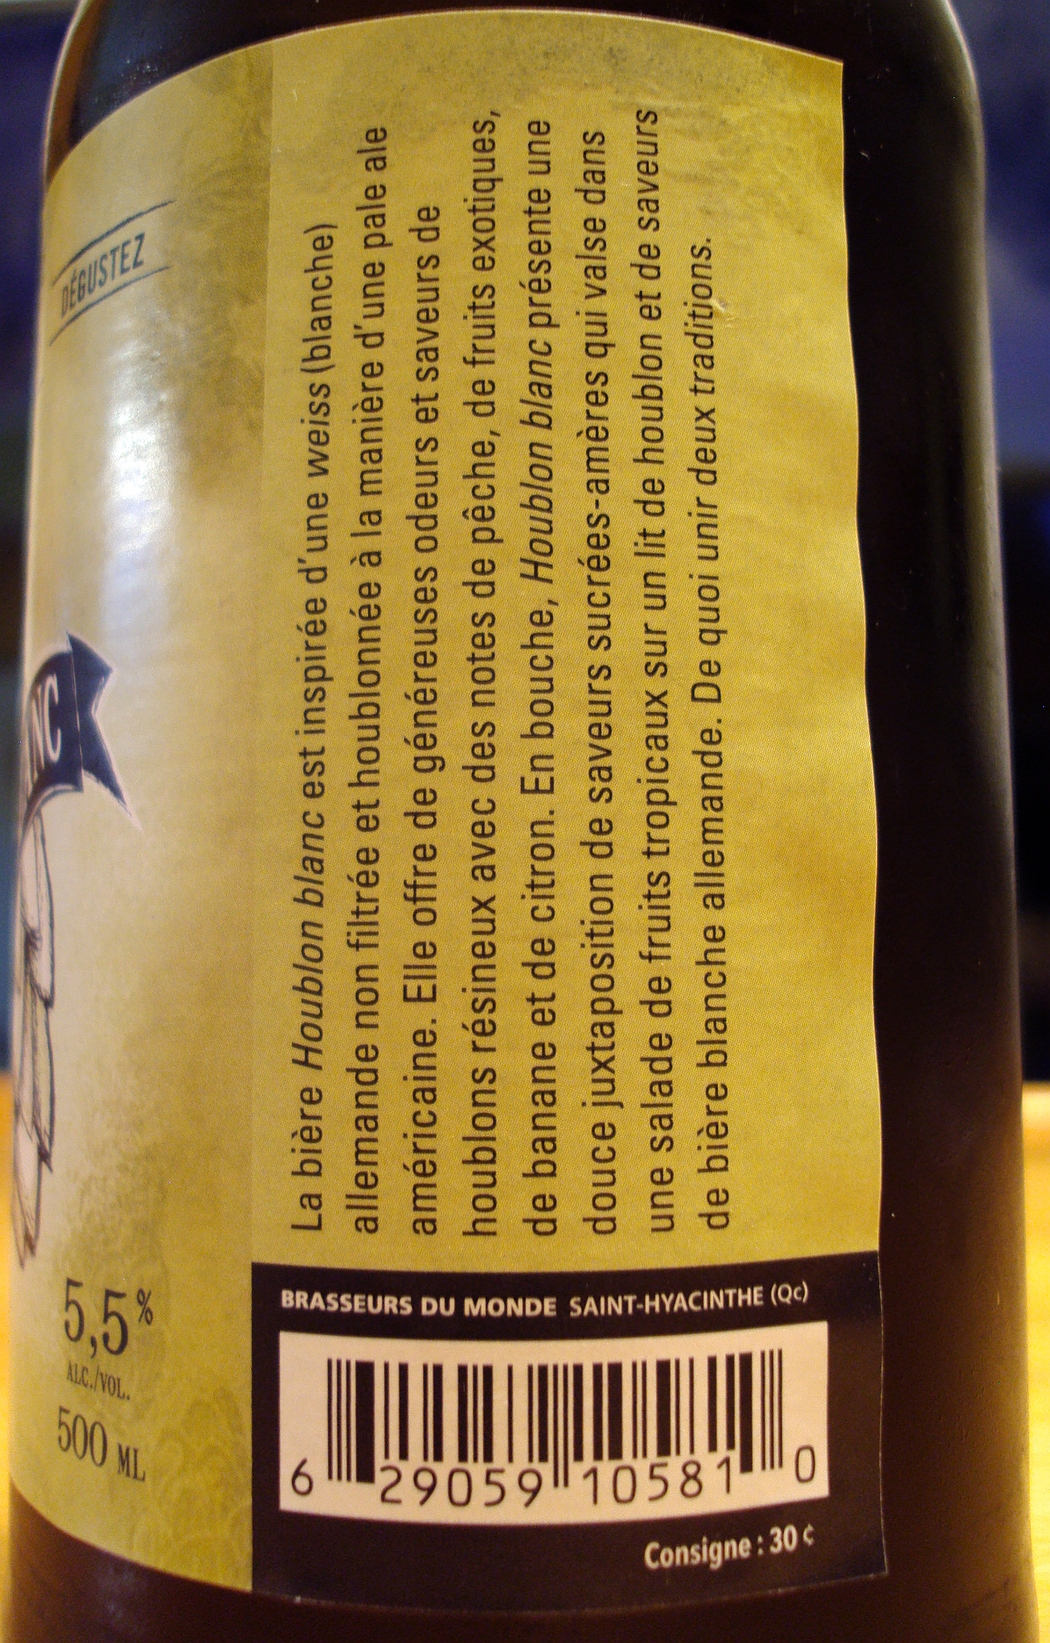 DÉGUSTEZ
NC
5,5%
ALC./VOL.
500 ML
La bière Houblon blanc est inspirée d'une weiss (blanche)
allemande non filtrée et houblonnée à la manière d'une pale ale
américaine. Elle offre de généreuses odeurs et saveurs de
houblons résineux avec des notes de pêche, de fruits exotiques,
de banane et de citron. En bouche, Houblon blanc présente une
douce juxtaposition de saveurs sucrées-amères qui valse dans
une salade de fruits tropicaux sur un lit de houblon et de saveurs
de bière blanche allemande. De quoi unir deux traditions.
BRASSEURS DU MONDE SAINT-HYACINTHE (Qc)
6 29059 10581 0
Consigne : 30 ¢